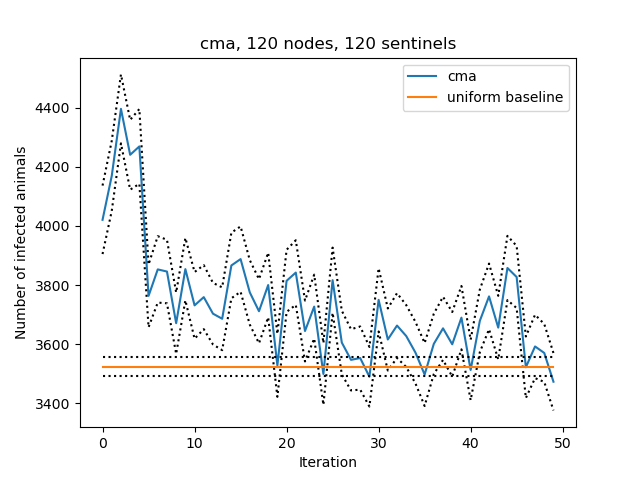 cma, 120 nodes, 120 sentinels
cma
uniform baseline
Number of infected animals
4400
4200
4000
3800
3600
3400
0 10 20 30 40 50
Iteration